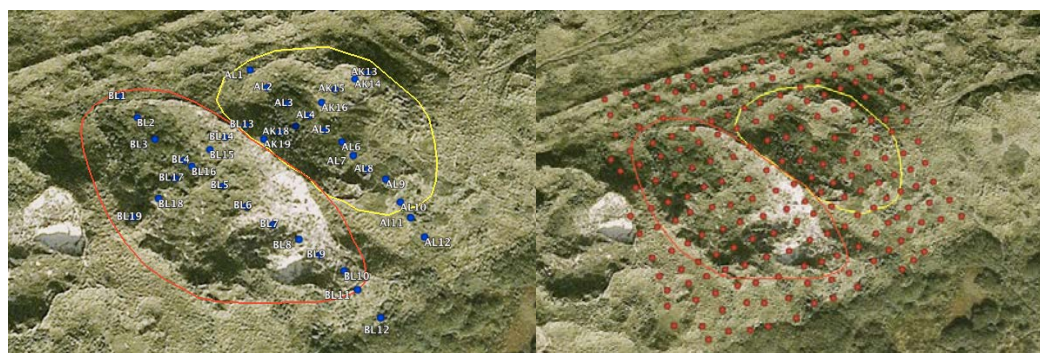 AL1
AL2
AK13
AK14
AK15
AL3
AK16
AL4
BL1
BL2
BL13
AK18
AL5
BL3
BL14
AK19
AL6
BL15
BL4
AL7
AL8
BL16
BL17
BL5
AL9
BL18
BL6
AL10
BL19
BL7
Al11
AL12
BL8
BL9
BL10
BL11
BL12